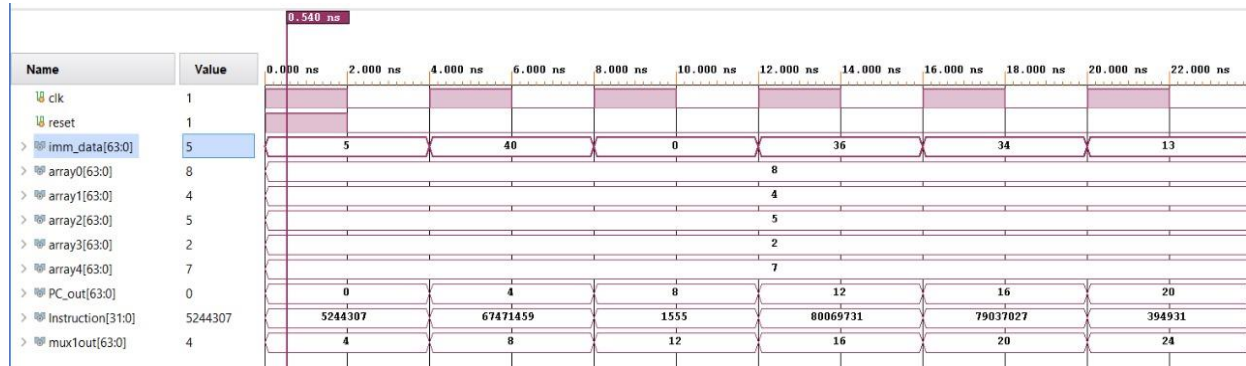 0.540 ns
Name Value 0.000 ns 2.000 ns 4.000 ns 6.000 ns 8.000 ns 10.000 ns 12.000 ns 14.000 ns 16.000 ns 18.000 ns 20.000 ns 22.000 ns
clk 1
reset 1
imm_data[63:0] 5 5 40 0 36 34 13
array0[63:0] 8 8
array1[63:0] 4 4
array2[63:0] 5 5
array3[63:0] 2 2
array4[63:0] 7 7
PC_out[63:0] 0 0 4 8 12 16 20
Instruction[31:0] 5244307 5244307 67471459 1555 80069731 79037027 394931
mux1out[63:0] 4 4 8 12 16 20 24